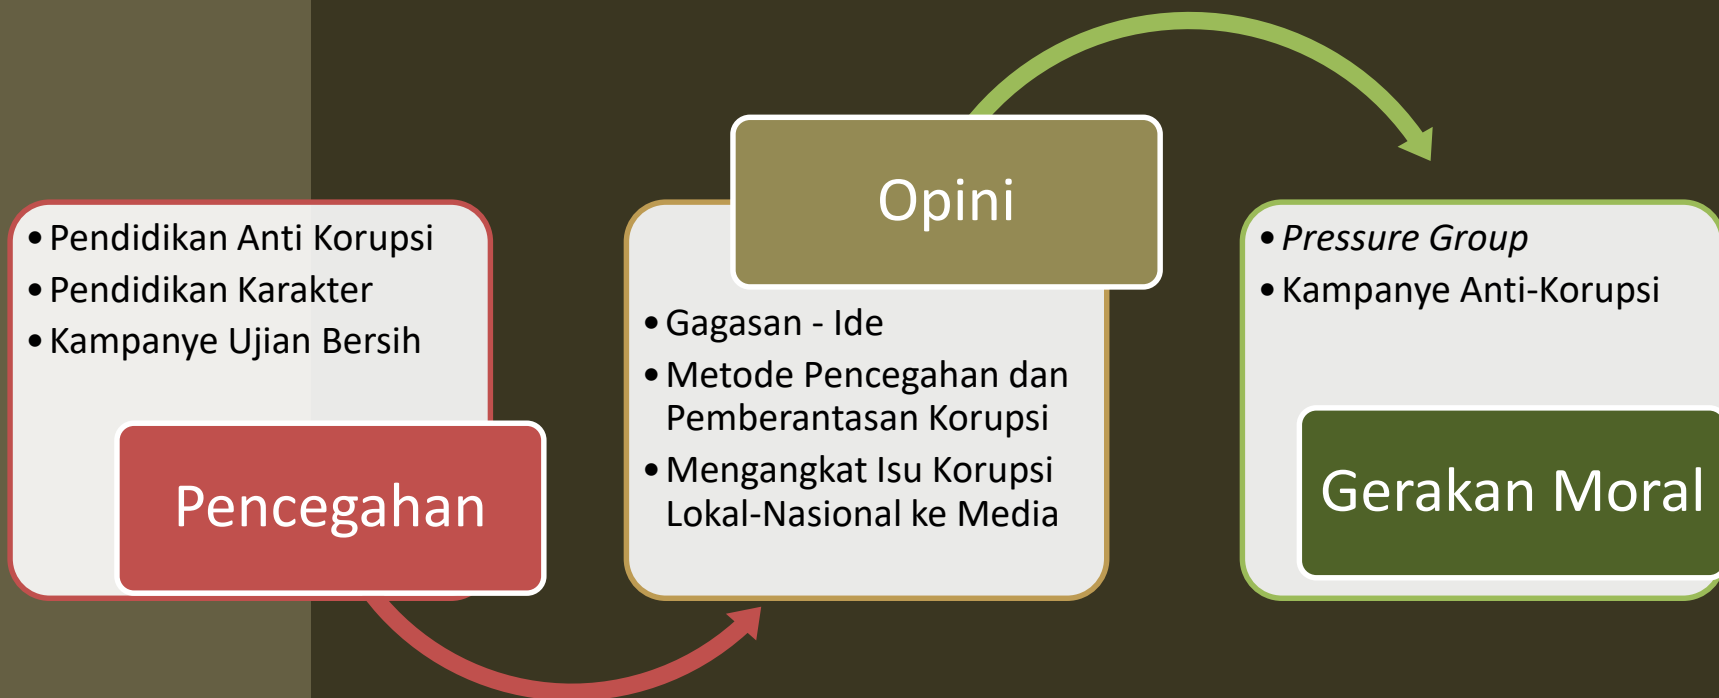 • Pendidikan Anti Korupsi
• Pendidikan Karakter
• Kampanye Ujian Bersih
Pencegahan
Opini
• Gagasan - Ide
• Metode Pencegahan dan
Pemberantasan Korupsi
• Mengangkat Isu Korupsi
Lokal-Nasional ke Media
• Pressure Group
• Kampanye Anti-Korupsi
Gerakan Moral